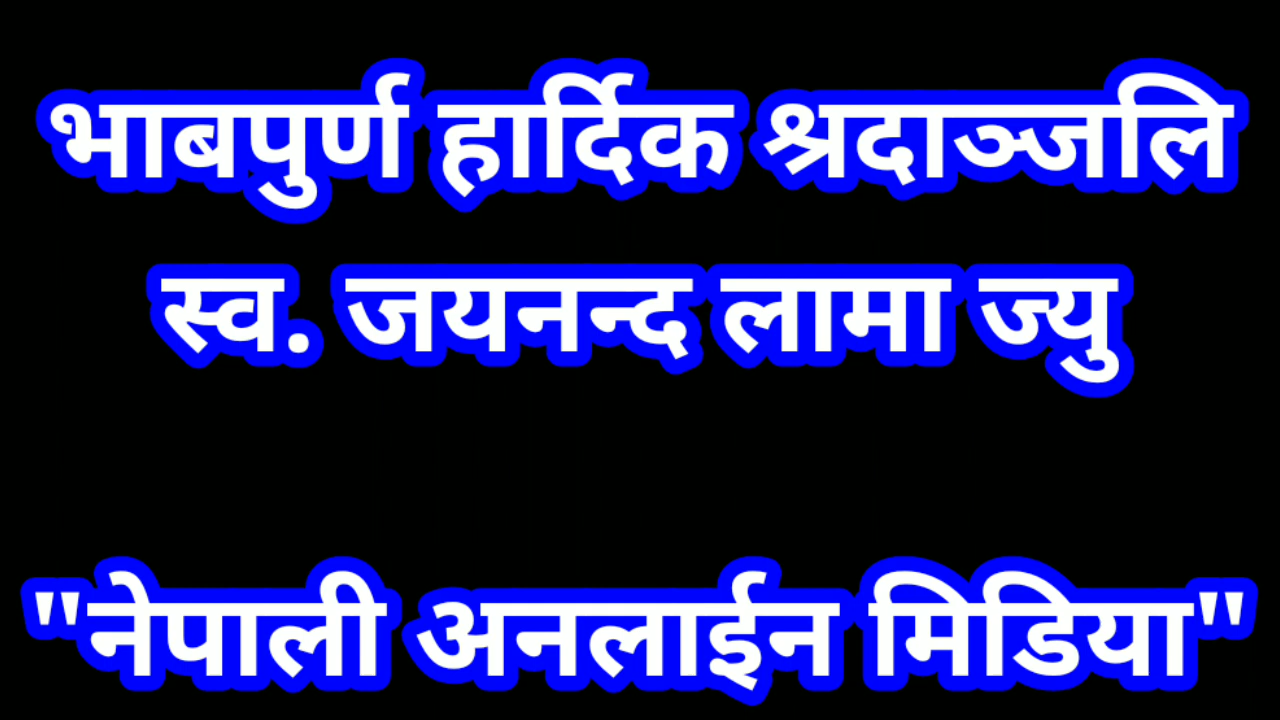 भाबपुर्ण हार्दिक श्रदाञ्जलि
स्व. जयनन्द लामा ज्यु
"नेपाली अनलाईन मिडिया"